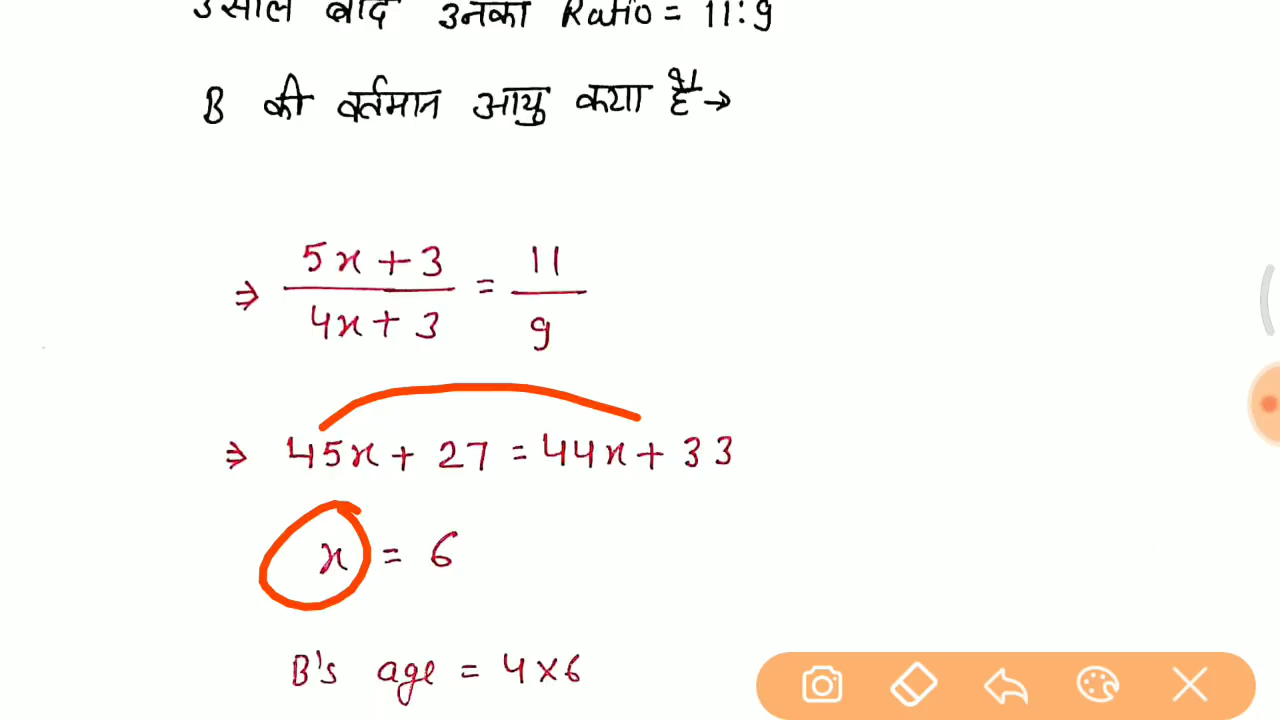 साल बाद उनका Ratio = 11:9
B की वर्तमान आयु क्या है →
⇒ 5x + 3 / 4x + 3 = 11 / 9
⇒ 45x + 27 = 44x + 33
x = 6
B's age = 4×6